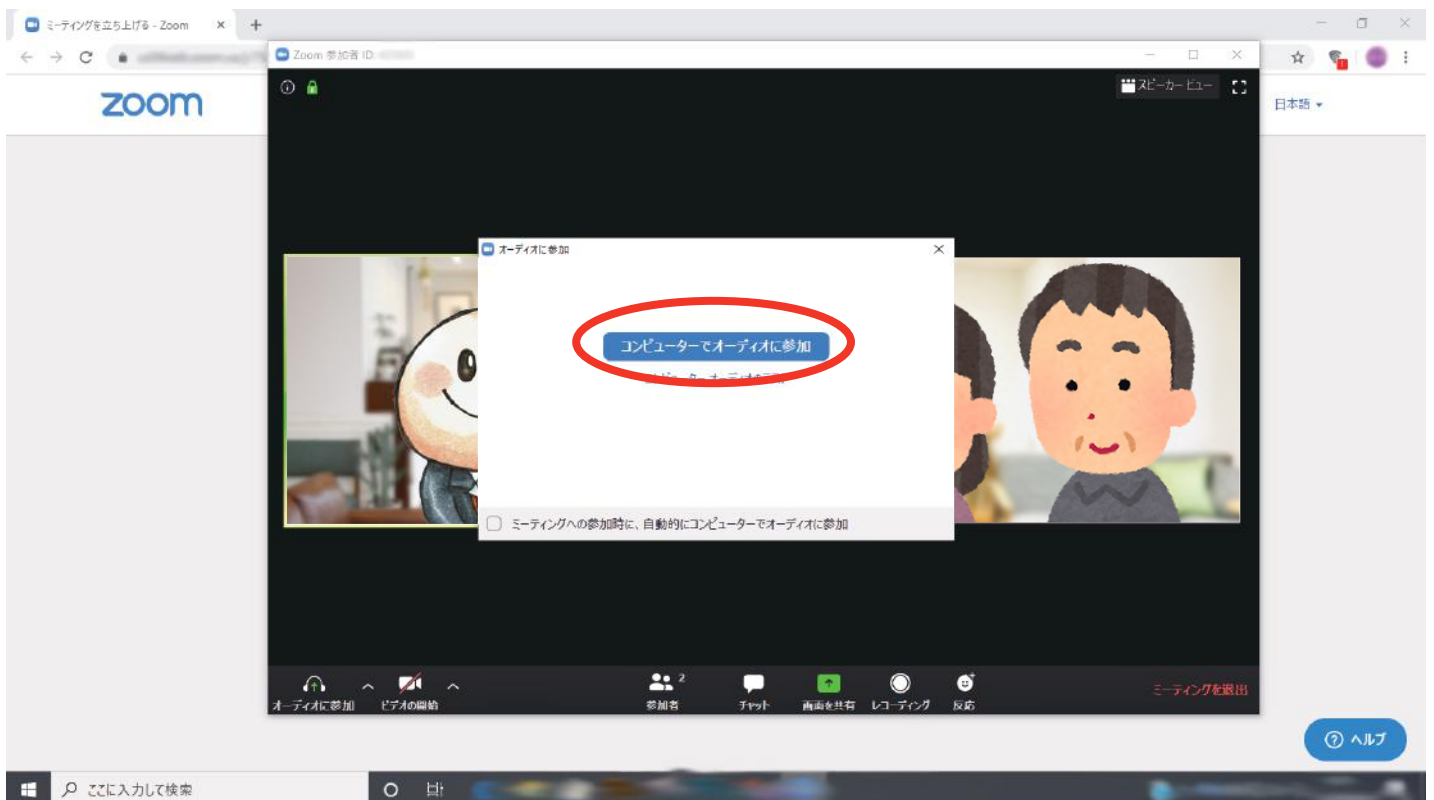 ミーティングを立ち上げる - Zoom
Zoom 参加者 ID:
zoom
スピーカー ビュー
日本語
オーディオに参加
コンピューターでオーディオに参加
ミーティングへの参加時に、自動的にコンピューターでオーディオに参加
オーディオに参加
ビデオの開始
2
参加者
チャット
画面を共有
レコーディング
反応
ミーティングを退出
ヘルプ
ここに入力して検索